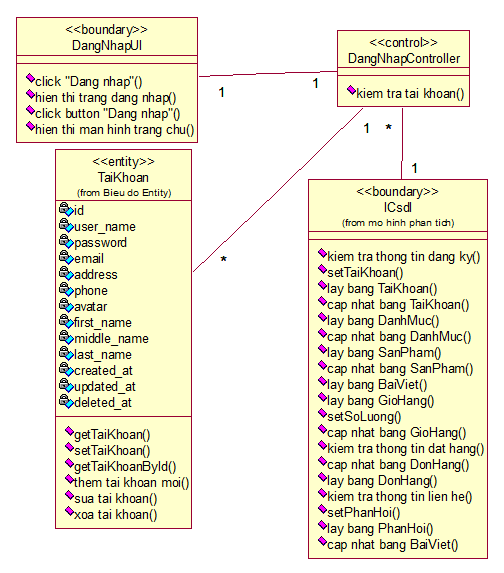 <<boundary>>
DangNhapUI
click "Dang nhap"()
hien thi trang dang nhap()
click button "Dang nhap"()
hien thi man hinh trang chu()
1
1
<<control>>
DangNhapController
kiem tra tai khoan()
1
*
*
1
<<entity>>
TaiKhoan
(from Bieu do Entity)
id
user_name
password
email
address
phone
avatar
first_name
middle_name
last_name
created_at
updated_at
deleted_at
getTaiKhoan()
setTaiKhoan()
getTaiKhoanById()
them tai khoan moi()
sua tai khoan()
xoa tai khoan()
<<boundary>>
ICsdl
(from mo hinh phan tich)
kiem tra thong tin dang ky()
setTaiKhoan()
lay bang TaiKhoan()
cap nhat bang TaiKhoan()
lay bang DanhMuc()
cap nhat bang DanhMuc()
lay bang SanPham()
cap nhat bang SanPham()
lay bang BaiViet()
lay bang GioHang()
setSoLuong()
cap nhat bang GioHang()
kiem tra thong tin dat hang()
cap nhat bang DonHang()
lay bang DonHang()
kiem tra thong tin lien he()
setPhanHoi()
lay bang PhanHoi()
cap nhat bang BaiViet()